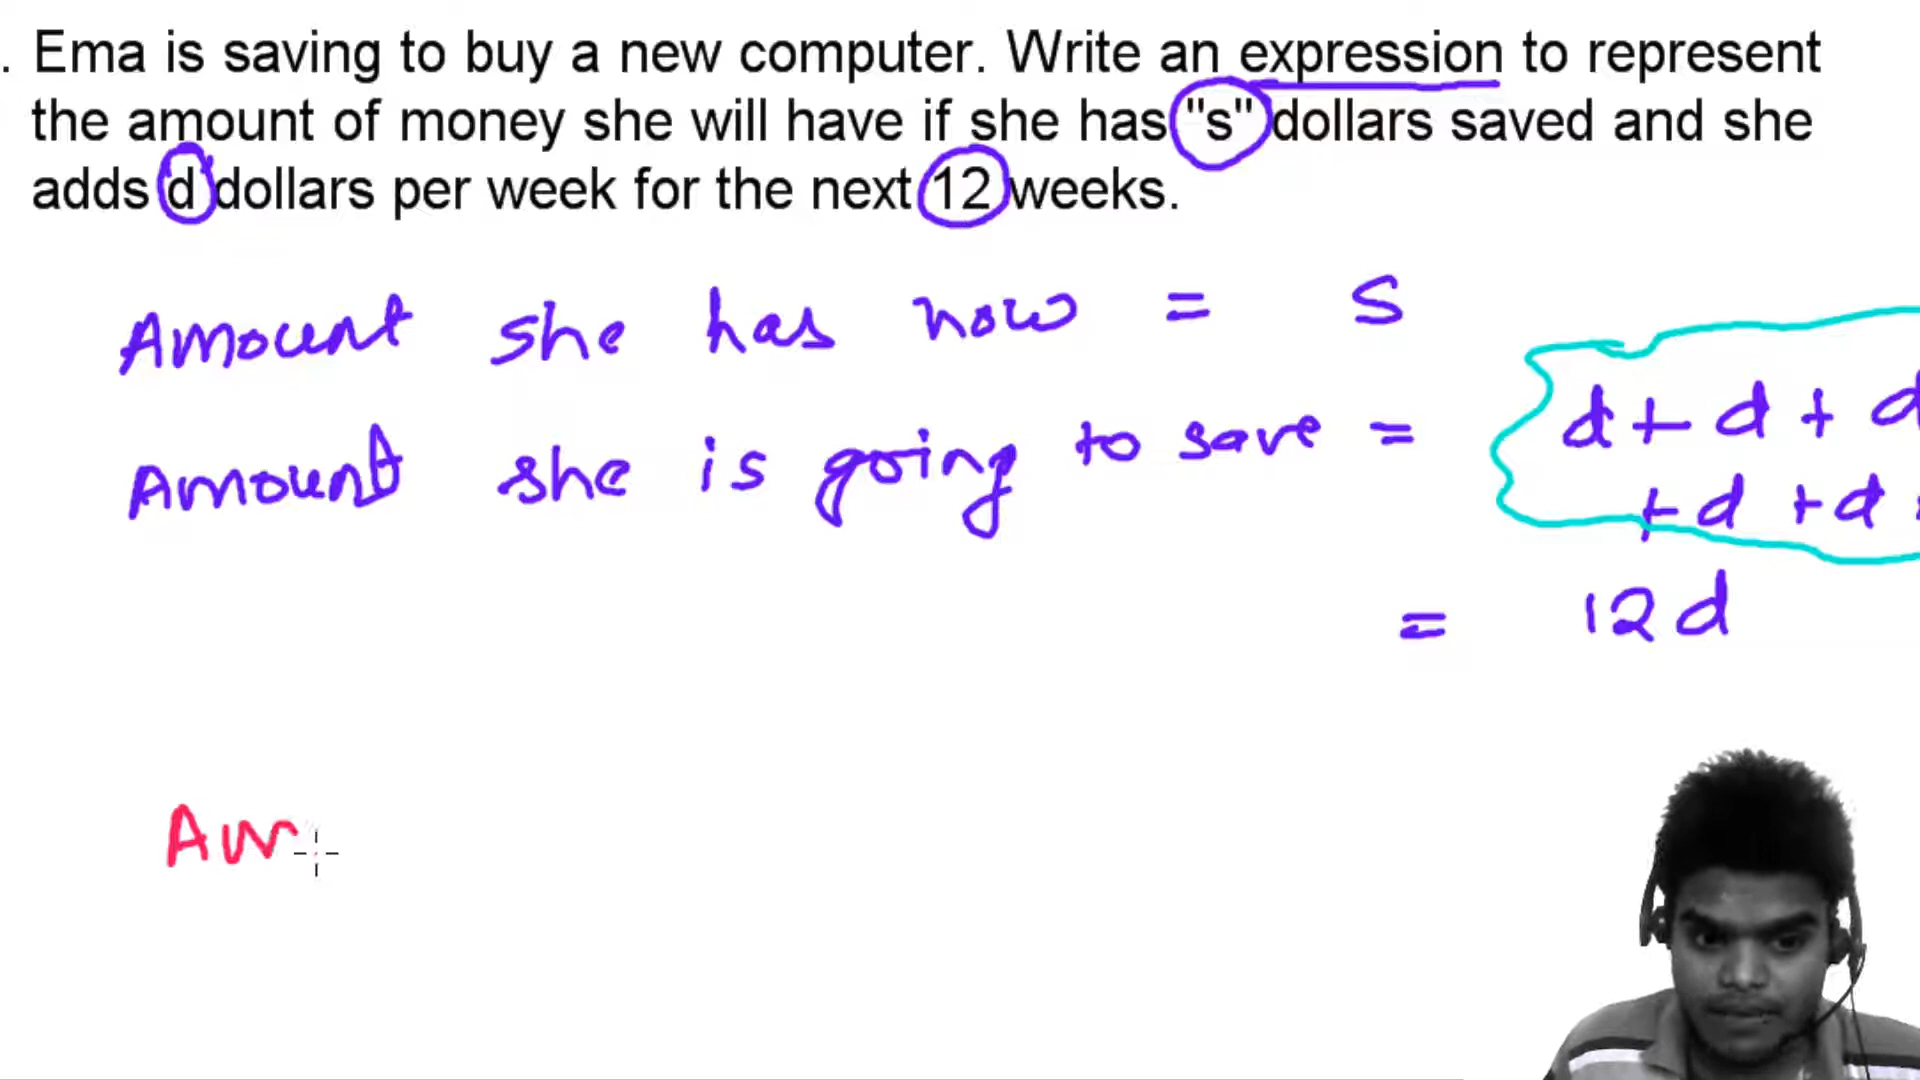 . Ema is saving to buy a new computer. Write an expression to represent
the amount of money she will have if she has "s" dollars saved and she
adds d dollars per week for the next 12 weeks.
Amount she has now = S
Amount she is going to save = d + d + d
+ d + d +
= 12d
Am